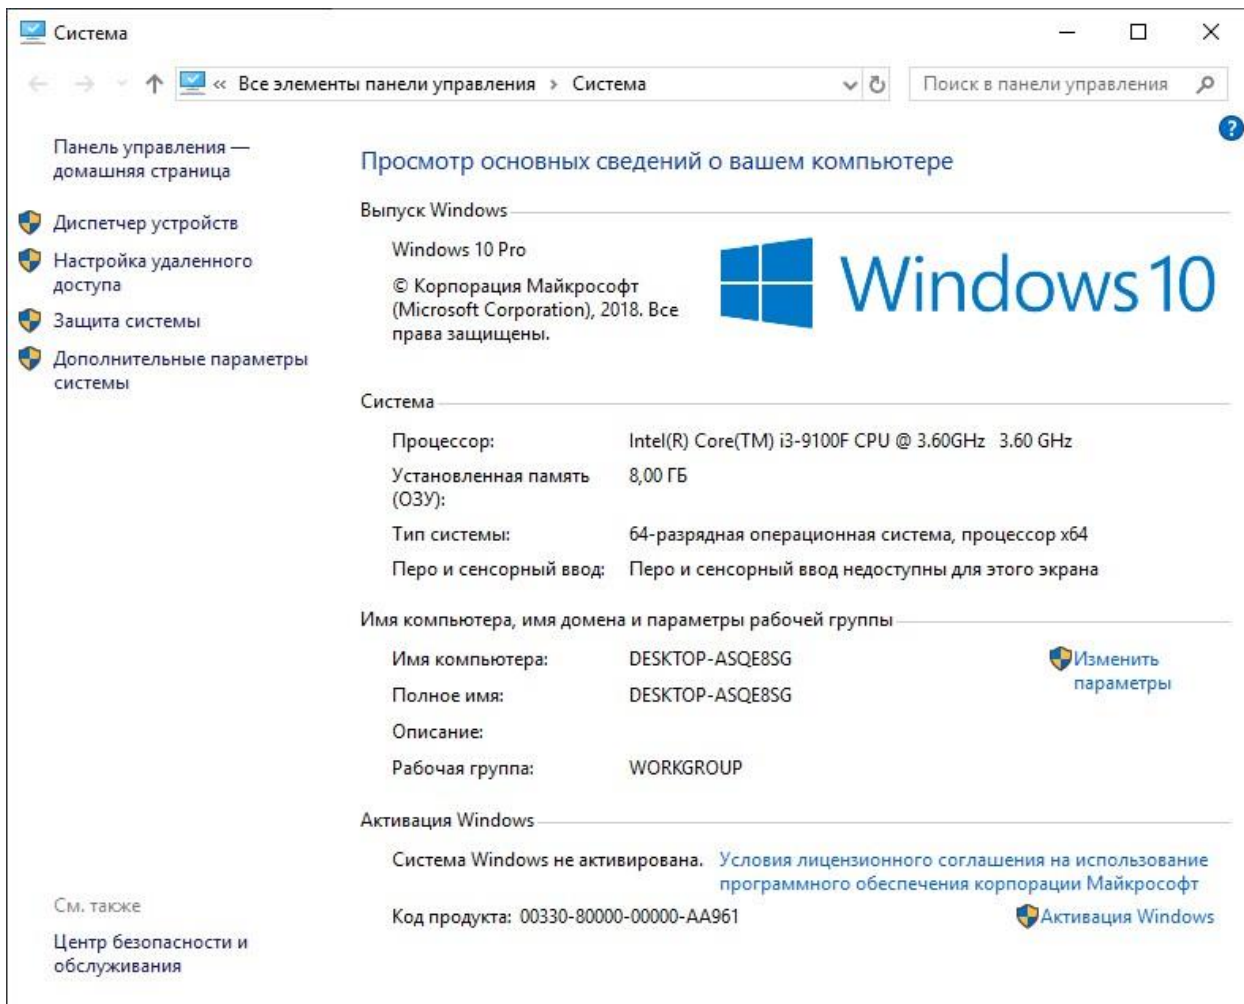 Система
« Все элементы панели управления › Система
Поиск в панели управления
?
Панель управления —
домашняя страница
Диспетчер устройств
Настройка удаленного
доступа
Защита системы
Дополнительные параметры
системы
Просмотр основных сведений о вашем компьютере
Выпуск Windows
Windows 10 Pro
© Корпорация Майкрософт
(Microsoft Corporation), 2018. Все
права защищены.
Windows 10
Система
Процессор: Intel(R) Core(TM) i3-9100F CPU @ 3.60GHz 3.60 GHz
Установленная память 8,00 ГБ
(ОЗУ):
Тип системы: 64-разрядная операционная система, процессор x64
Перо и сенсорный ввод: Перо и сенсорный ввод недоступны для этого экрана
Имя компьютера, имя домена и параметры рабочей группы
Имя компьютера: DESKTOP-ASQE8SG
Изменить
параметры
Полное имя: DESKTOP-ASQE8SG
Описание:
Рабочая группа: WORKGROUP
Активация Windows
Система Windows не активирована. Условия лицензионного соглашения на использование
программного обеспечения корпорации Майкрософт
Код продукта: 00330-80000-00000-AA961 Активация Windows
См. также
Центр безопасности и
обслуживания